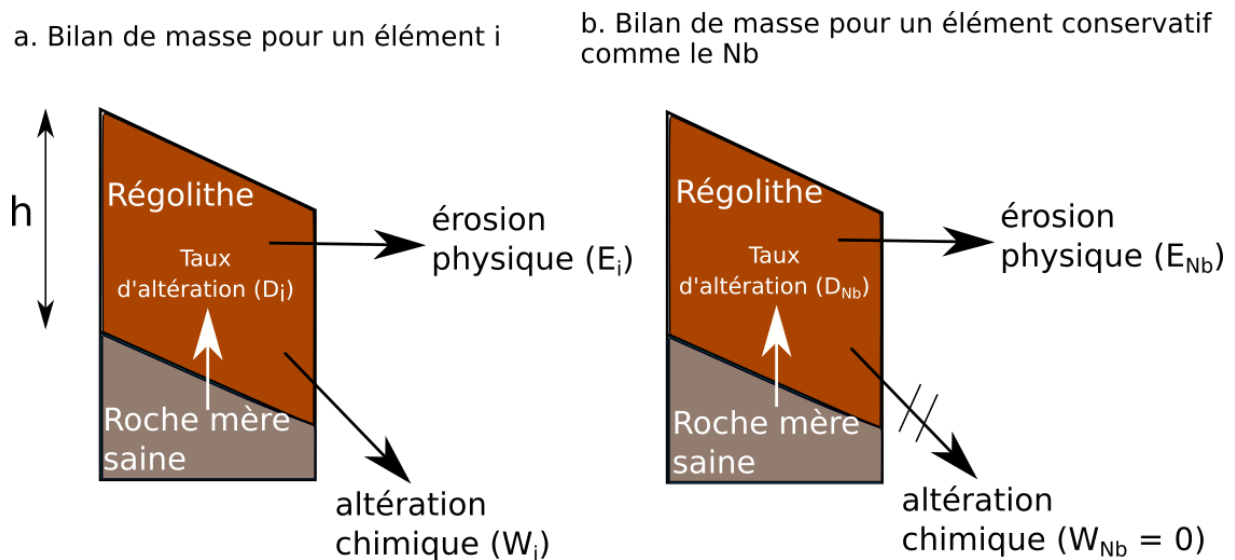 a. Bilan de masse pour un élément i
b. Bilan de masse pour un élément conservatif
comme le Nb
h
Régolithe
Taux
d'altération (Di)
Roche mère
saine
érosion
physique (Ei)
altération
chimique (Wi)
Régolithe
Taux
d'altération (DNb)
Roche mère
saine
érosion
physique (ENb)
altération
chimique (WNb = 0)